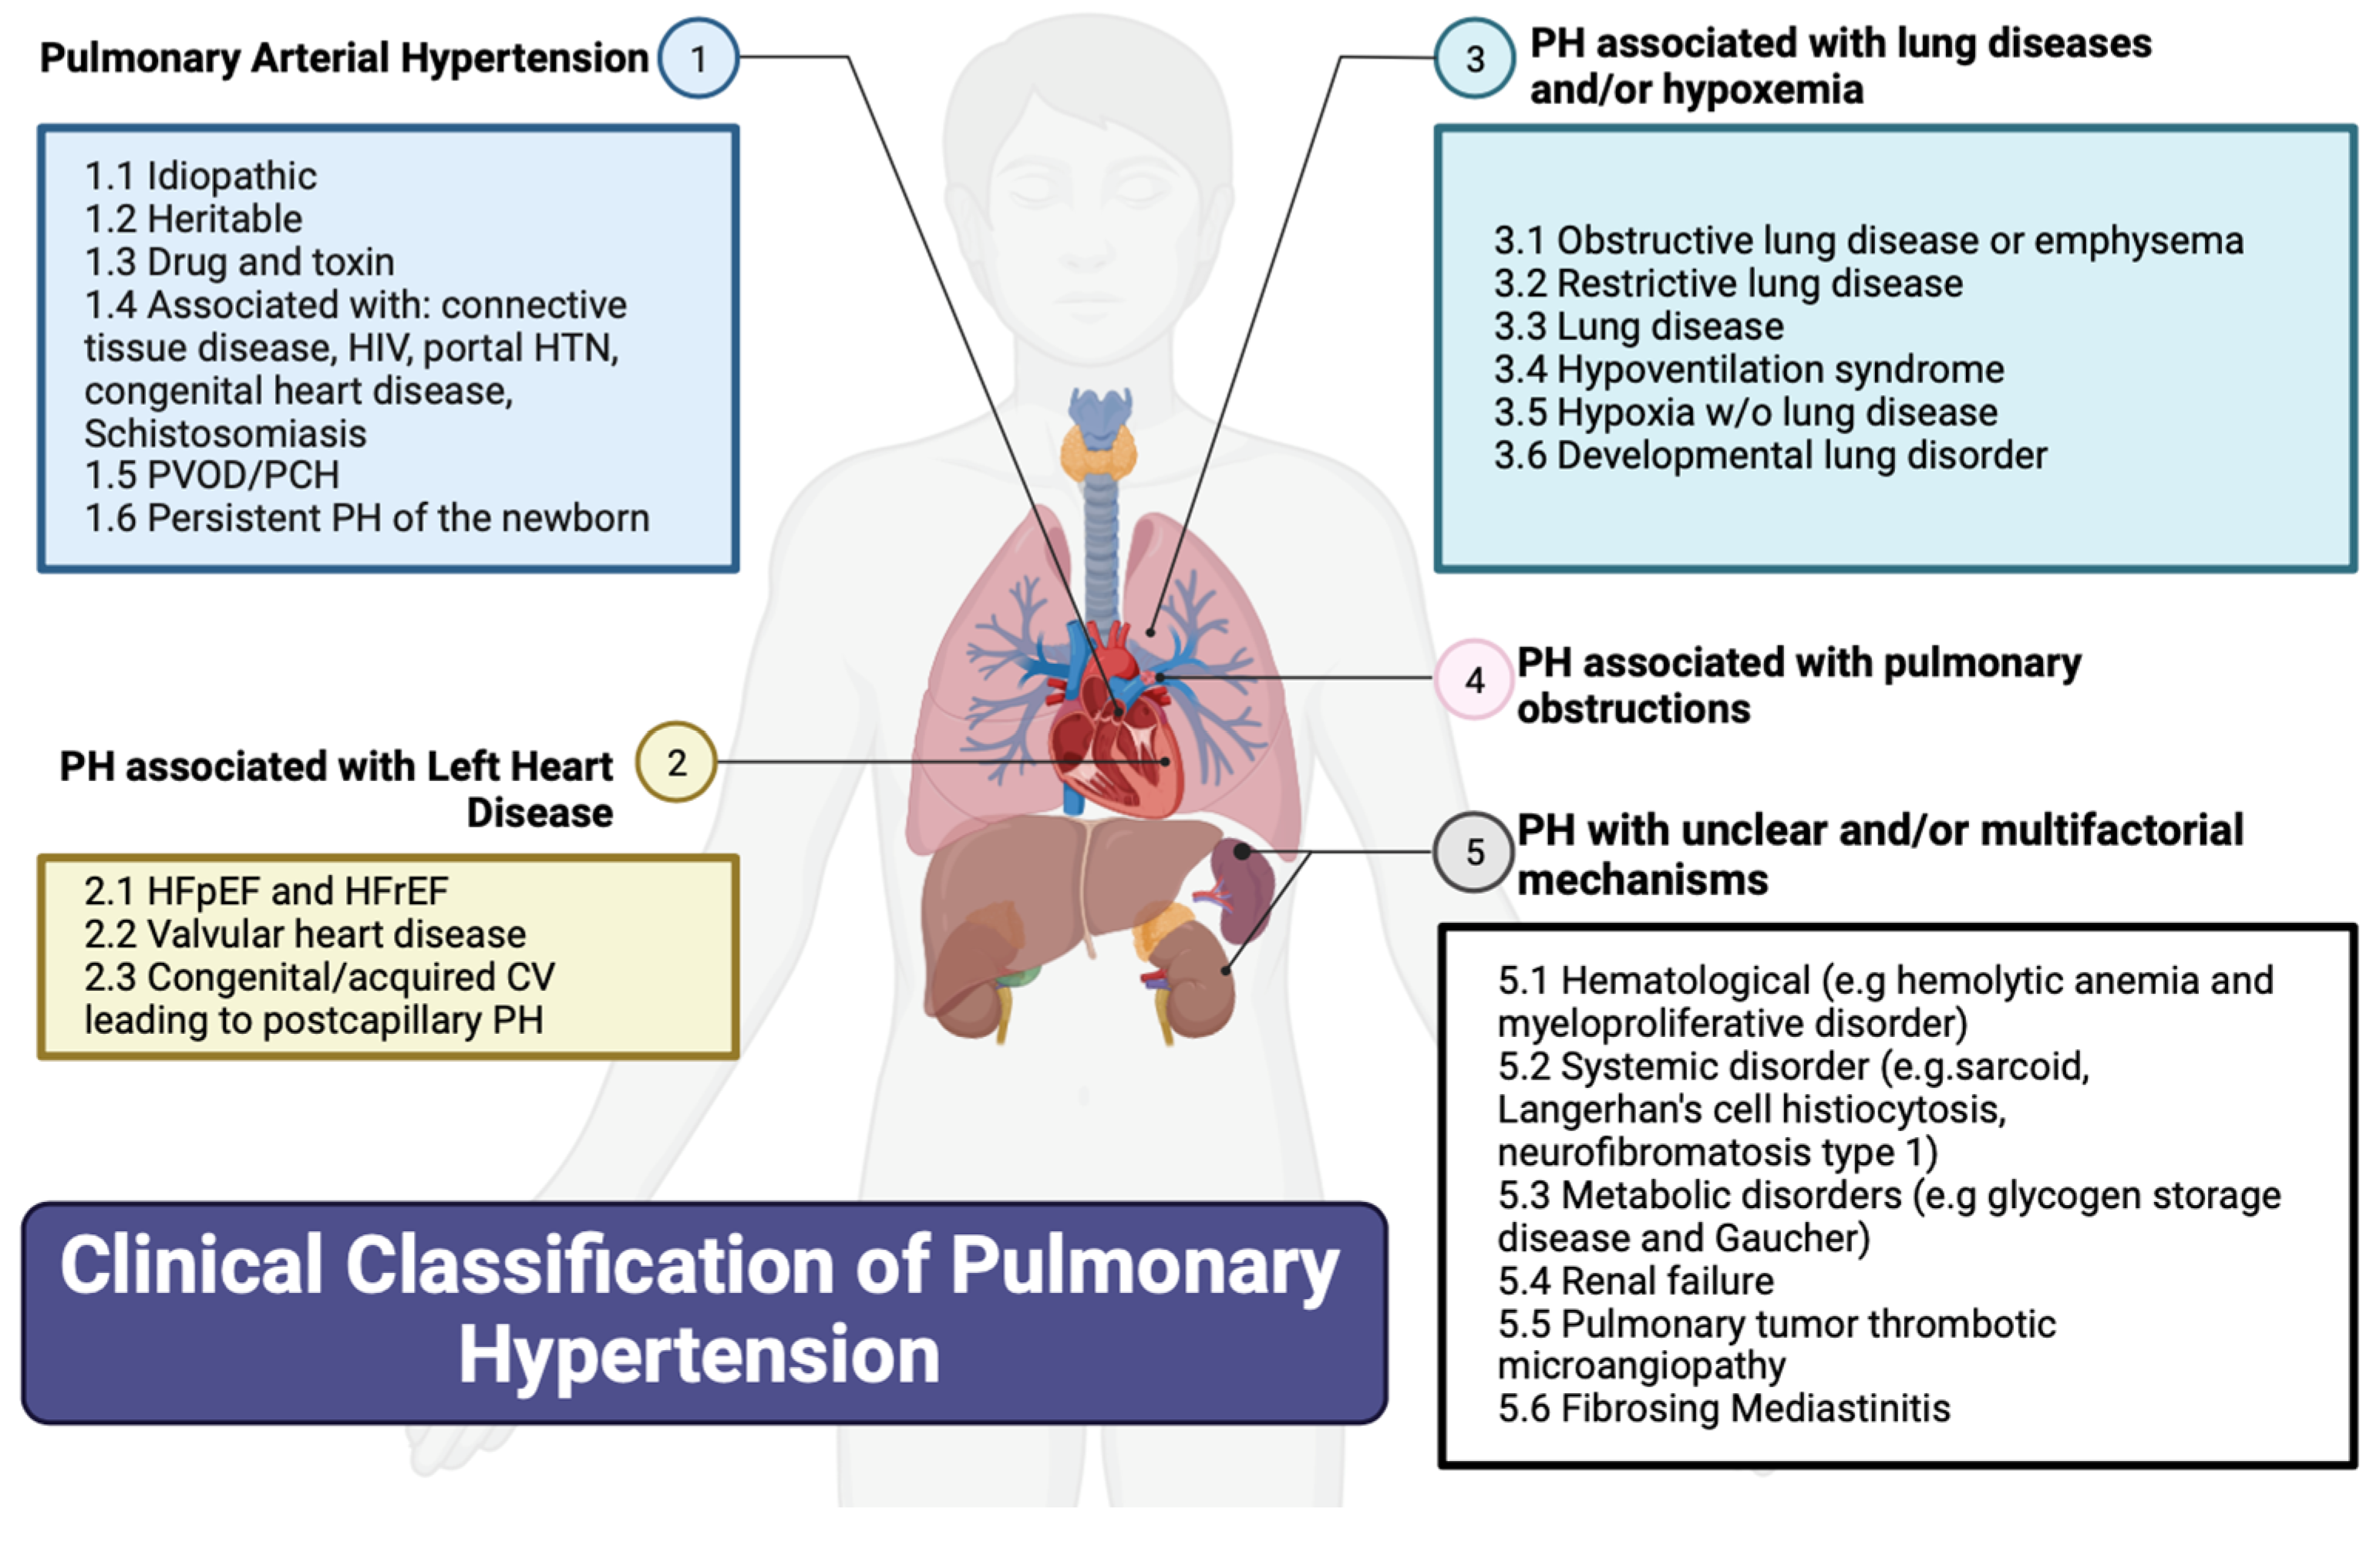 Pulmonary Arterial Hypertension
1
1.1 Idiopathic
1.2 Heritable
1.3 Drug and toxin
1.4 Associated with: connective
tissue disease, HIV, portal HTN,
congenital heart disease,
Schistosomiasis
1.5 PVOD/PCH
1.6 Persistent PH of the newborn
PH associated with Left Heart
Disease
2
2.1 HFpEF and HFrEF
2.2 Valvular heart disease
2.3 Congenital/acquired CV
leading to postcapillary PH
3
PH associated with lung diseases
and/or hypoxemia
3.1 Obstructive lung disease or emphysema
3.2 Restrictive lung disease
3.3 Lung disease
3.4 Hypoventilation syndrome
3.5 Hypoxia w/o lung disease
3.6 Developmental lung disorder
4
PH associated with pulmonary
obstructions
5
PH with unclear and/or multifactorial
mechanisms
5.1 Hematological (e.g hemolytic anemia and
myeloproliferative disorder)
5.2 Systemic disorder (e.g.sarcoid,
Langerhan's cell histiocytosis,
neurofibromatosis type 1)
5.3 Metabolic disorders (e.g glycogen storage
disease and Gaucher)
5.4 Renal failure
5.5 Pulmonary tumor thrombotic
microangiopathy
5.6 Fibrosing Mediastinitis
Clinical Classification of Pulmonary
Hypertension